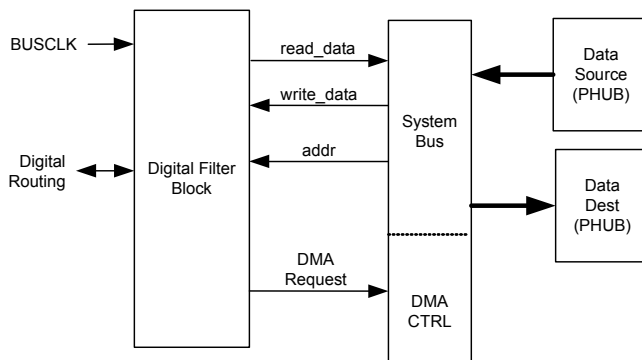 BUSCLK
Digital
Routing
Digital Filter
Block
read_data
write_data
addr
DMA
Request
System
Bus
DMA
CTRL
Data
Source
(PHUB)
Data
Dest
(PHUB)